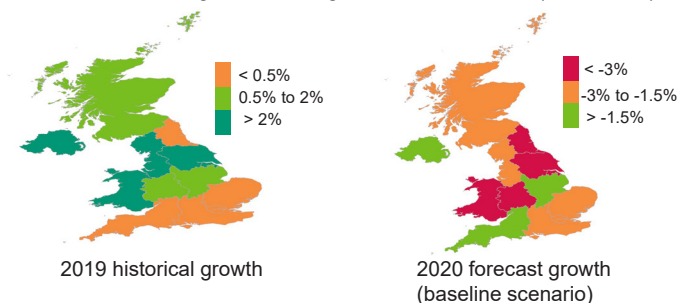 < 0.5%
0.5% to 2%
> 2%
2019 historical growth
< -3%
-3% to -1.5%
> -1.5%
2020 forecast growth
(baseline scenario)